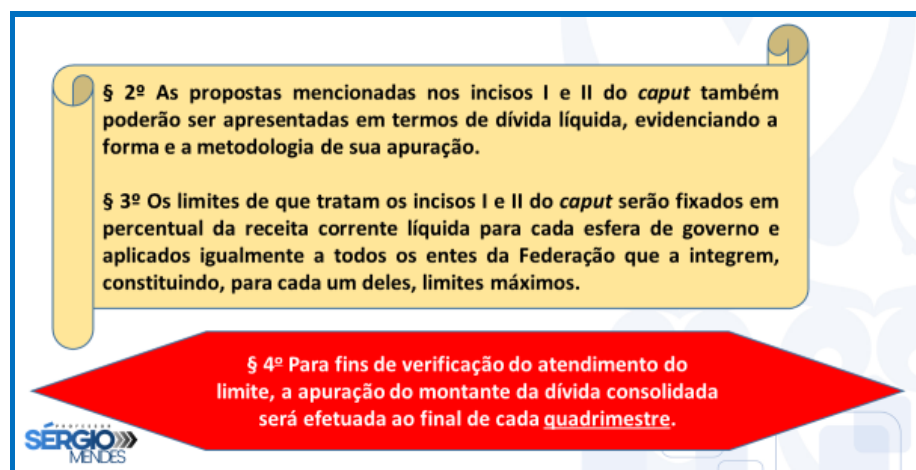 § 2º As propostas mencionadas nos incisos I e II do caput também
poderão ser apresentadas em termos de dívida líquida, evidenciando a
forma e a metodologia de sua apuração.
§ 3º Os limites de que tratam os incisos I e II do caput serão fixados em
percentual da receita corrente líquida para cada esfera de governo e
aplicados igualmente a todos os entes da Federação que a integrem,
constituindo, para cada um deles, limites máximos.
§ 4º Para fins de verificação do atendimento do
limite, a apuração do montante da dívida consolidada
será efetuada ao final de cada quadrimestre.
PROFESSOR
SÉRGIO
MENDES